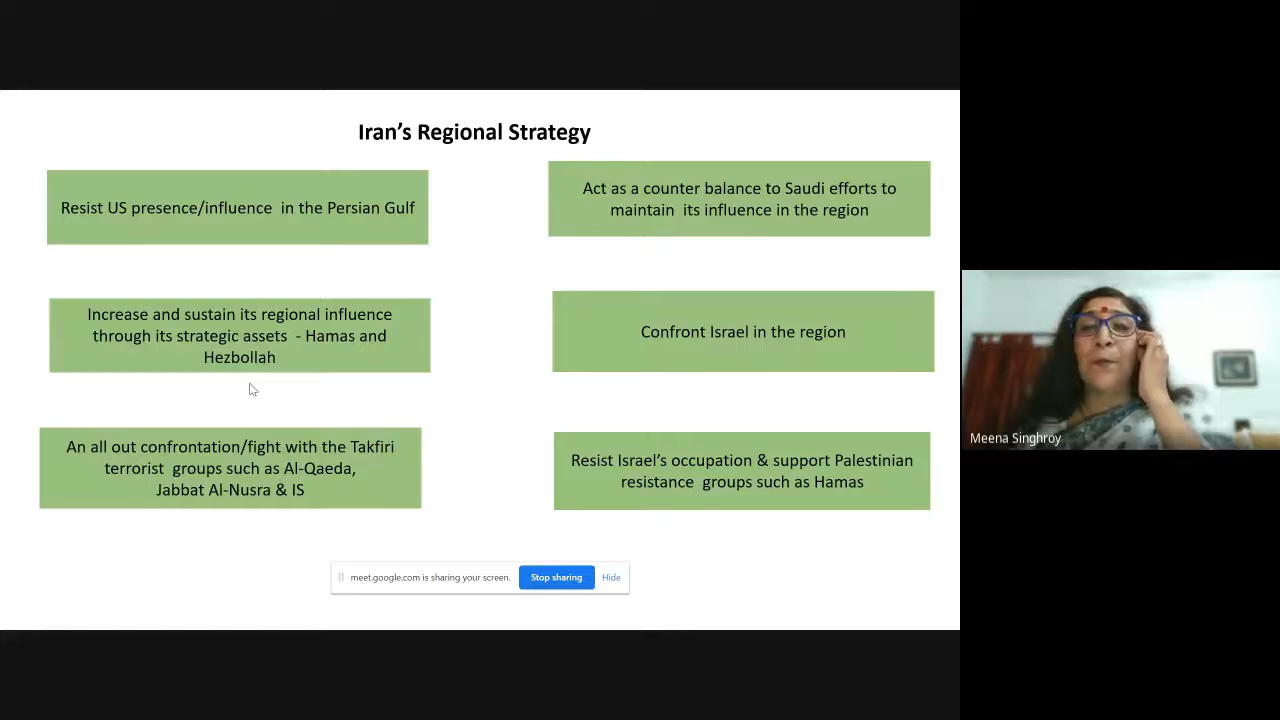 Iran's Regional Strategy
Resist US presence/influence  in the Persian Gulf
Act as a counter balance to Saudi efforts to
maintain  its influence in the region
Increase and sustain its regional influence
through its strategic assets  - Hamas and
Hezbollah
Confront Israel in the region
An all out confrontation/fight with the Takfiri
terrorist  groups such as Al-Qaeda,
Jabbat Al-Nusra & IS
Resist Israel's occupation & support Palestinian
resistance  groups such as Hamas
meet.google.com is sharing your screen.
Stop sharing
Hide
Meena Singhroy